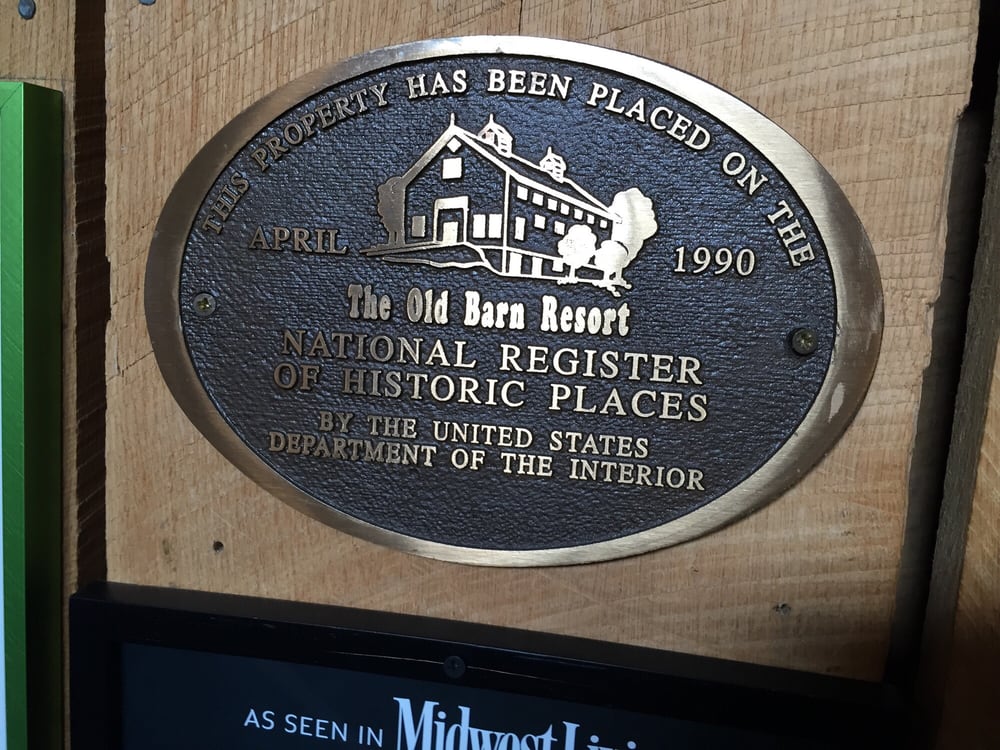 THIS PROPERTY HAS BEEN PLACED ON THE
APRIL 1990
The Old Barn Resort
NATIONAL REGISTER
OF HISTORIC PLACES
BY THE UNITED STATES
DEPARTMENT OF THE INTERIOR
AS SEEN IN Midwest